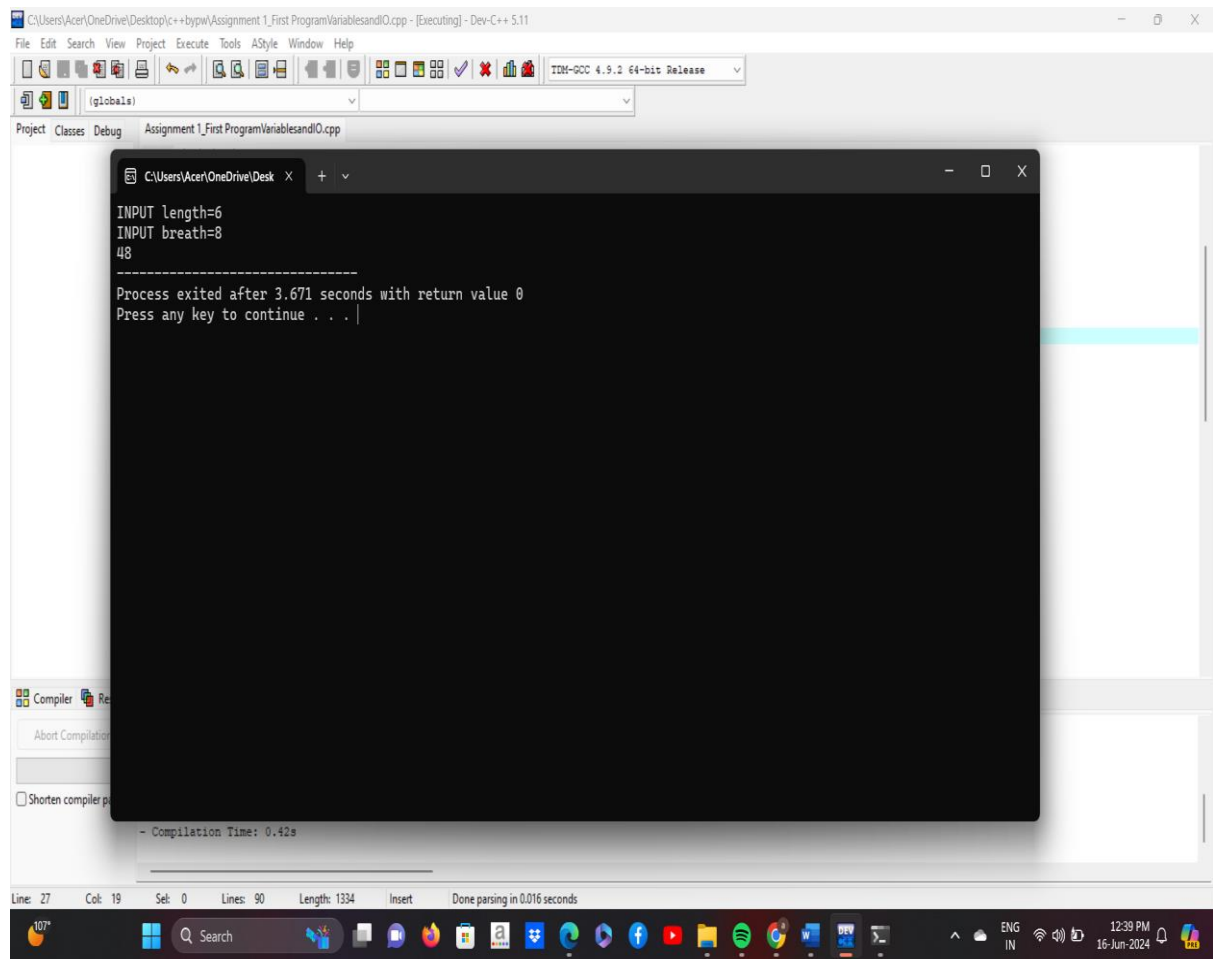 C:\Users\Acer\OneDrive\Desktop\c++bypw\Assignment 1_First ProgramVariablesandIO.cpp - [Executing] - Dev-C++ 5.11
File Edit Search View Project Execute Tools AStyle Window Help
TDM-GCC 4.9.2 64-bit Release
(globals)
Project Classes Debug Assignment 1_First ProgramVariablesandIO.cpp
C:\Users\Acer\OneDrive\Desk
INPUT length=6
INPUT breath=8
48
--------------------------------
Process exited after 3.671 seconds with return value 0
Press any key to continue . . .
Compiler Re
Abort Compilation
Shorten compiler pa
- Compilation Time: 0.42s
Line: 27 Col: 19 Sel: 0 Lines: 90 Length: 1334 Insert Done parsing in 0.016 seconds
107°
Search
DEV
ENG
IN
12:39 PM
16-Jun-2024
PRE